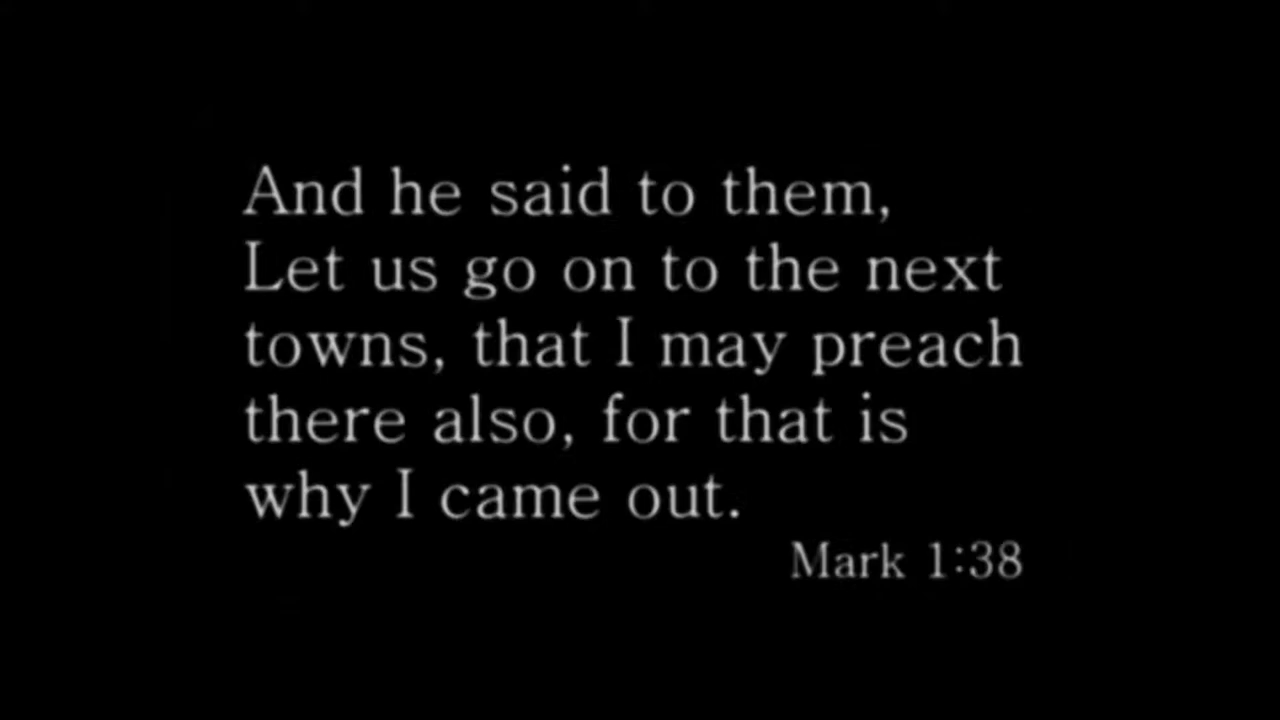 And he said to them,
Let us go on to the next
towns, that I may preach
there also, for that is
why I came out.
Mark 1:38